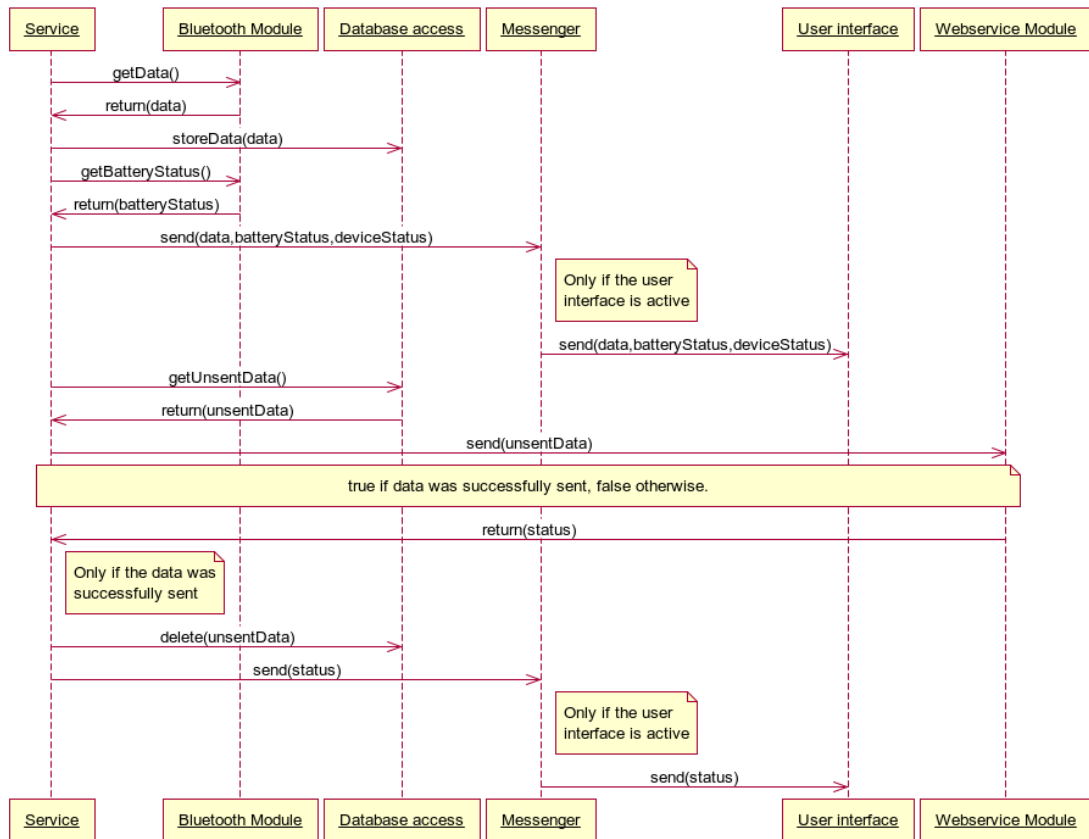 Service
Bluetooth Module
Database access
Messenger
User interface
Webservice Module
getData()
return(data)
storeData(data)
getBatteryStatus()
return(batteryStatus)
send(data,batteryStatus,deviceStatus)
Only if the user
interface is active
send(data,batteryStatus,deviceStatus)
getUnsentData()
return(unsentData)
send(unsentData)
true if data was successfully sent, false otherwise.
return(status)
Only if the data was
successfully sent
delete(unsentData)
send(status)
Only if the user
interface is active
send(status)
Service
Bluetooth Module
Database access
Messenger
User interface
Webservice Module